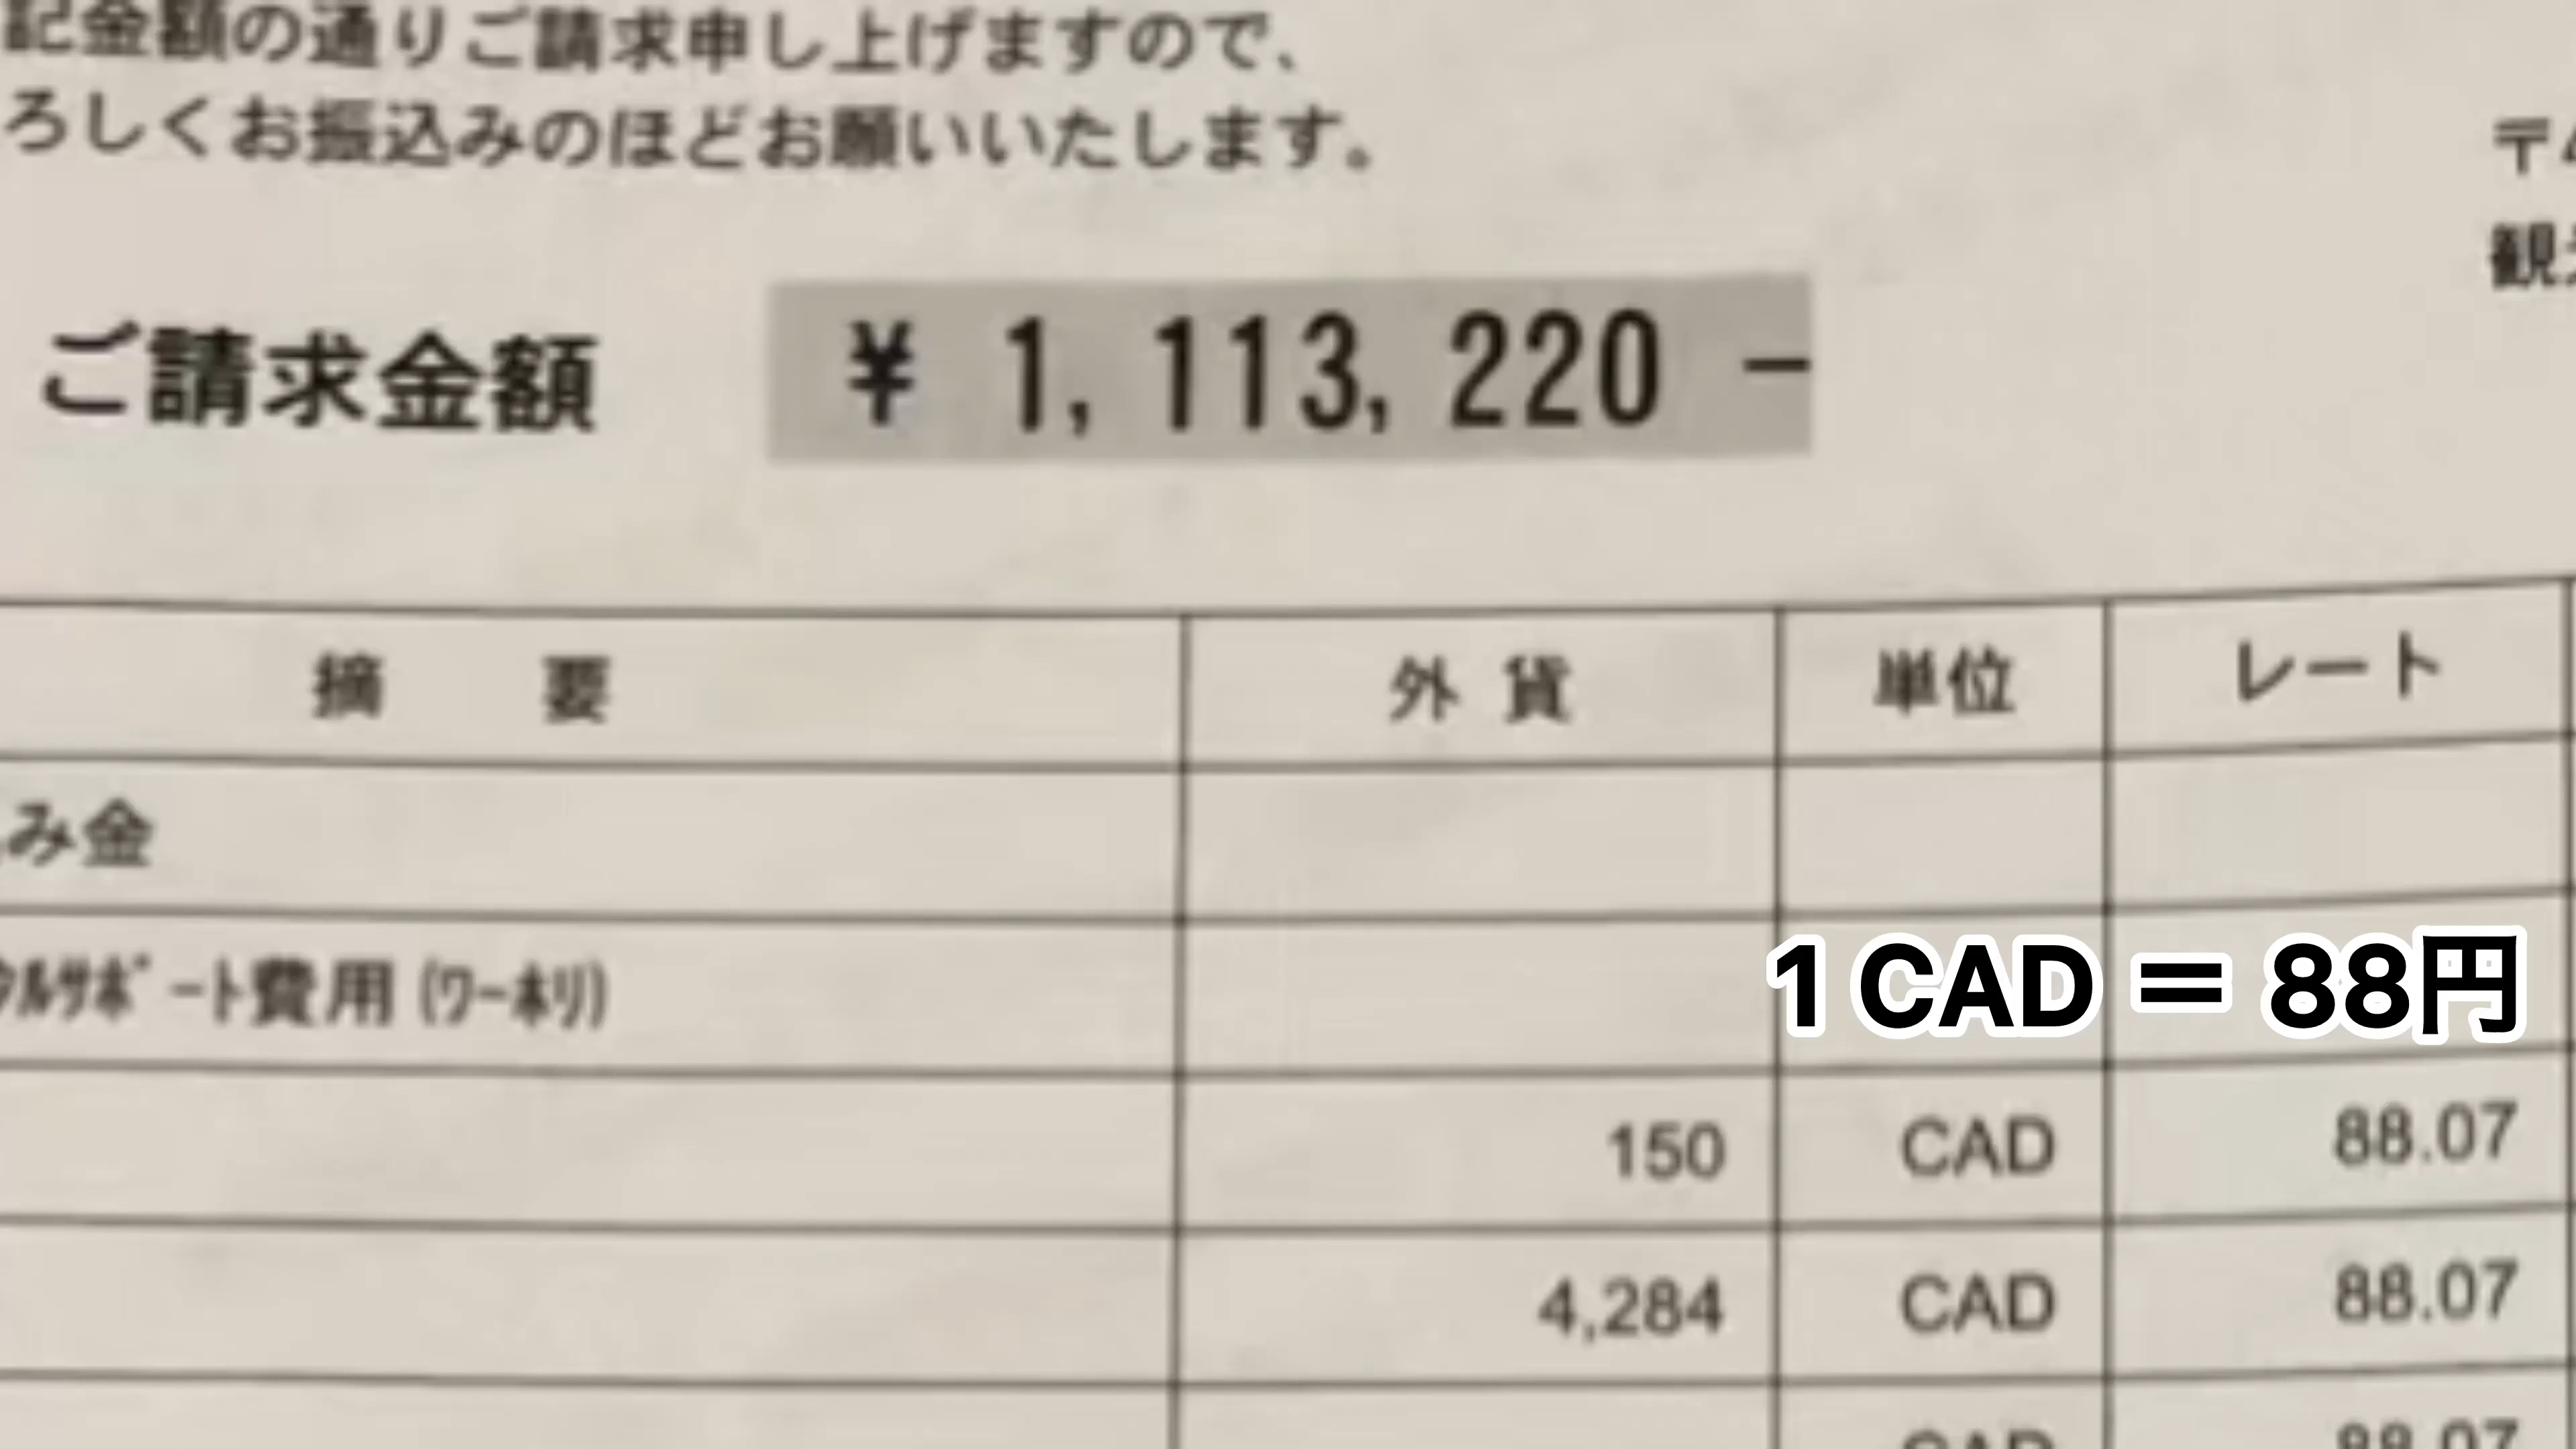 記金額の通りご請求申し上げますので、
ろしくお振込みのほどお願いいたします。
〒
ご請求金額 ¥ 1, 113, 220 −
摘 要 外 貨 単位 レート
み金
ﾀﾙｻﾎﾟｰﾄ費用 (ﾜｰﾎﾘ)
1 CAD = 88円
150 CAD 88.07
4,284 CAD 88.07
CAD 88.07